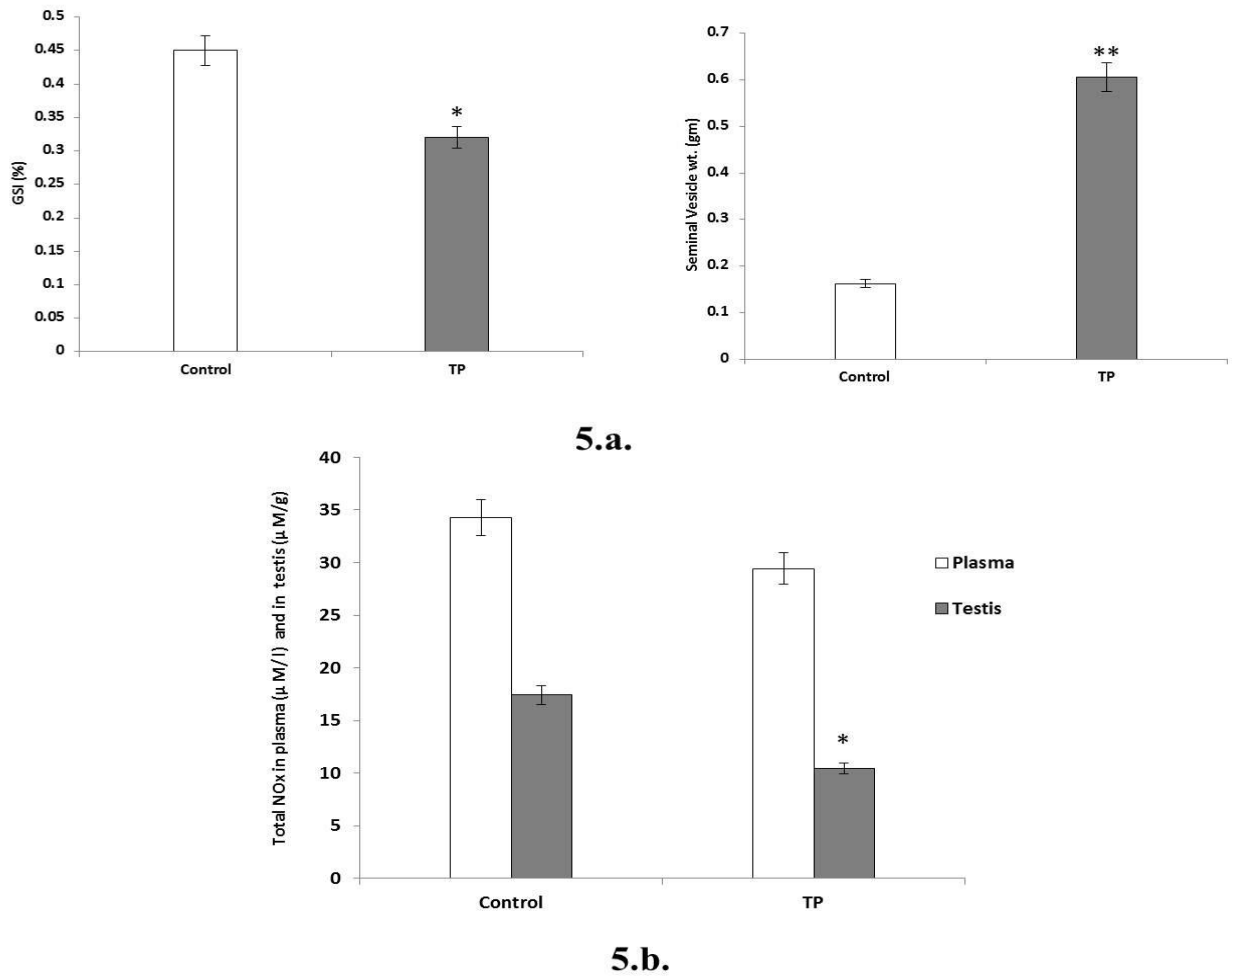 0.5
0.45
0.4
0.35
0.3
0.25
0.2
0.15
0.1
0.05
0
GSI (%)
*
Control
TP
0.7
0.6
0.5
0.4
0.3
0.2
0.1
0
Seminal Vesicle wt. (gm)
**
Control
TP
5.a.
40
35
30
25
20
15
10
5
0
Total NOx in plasma (µ M/l) and in testis (µ M/g)
*
Plasma
Testis
Control
TP
5.b.